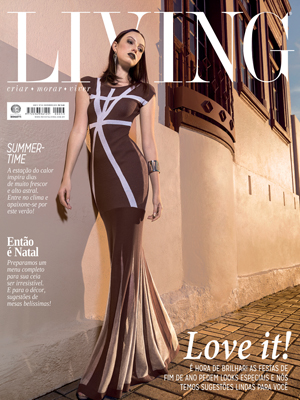 LIVING
criar • morar • viver
SUMMER-
TIME
A estação do calor
inspira dias
de muito frescor
e alto astral.
Entre no clima e
apaixone-se por
este verão!
Então
é Natal
Preparamos um
menu completo
para sua ceia
ser irresistível.
E para o décor,
sugestões de
mesas belíssimas!
Love it!
É HORA DE BRILHAR! AS FESTAS DE
FIM DE ANO PEDEM LOOKS ESPECIAIS E NÓS
TEMOS SUGESTÕES LINDAS PARA VOCÊ